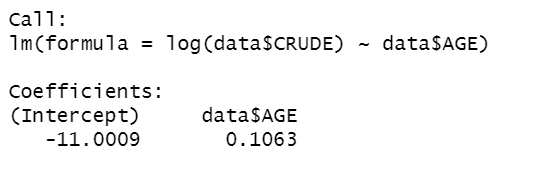 Call:
lm(formula = log(data$CRUDE) ~ data$AGE)
Coefficients:
(Intercept) data$AGE
-11.0009 0.1063